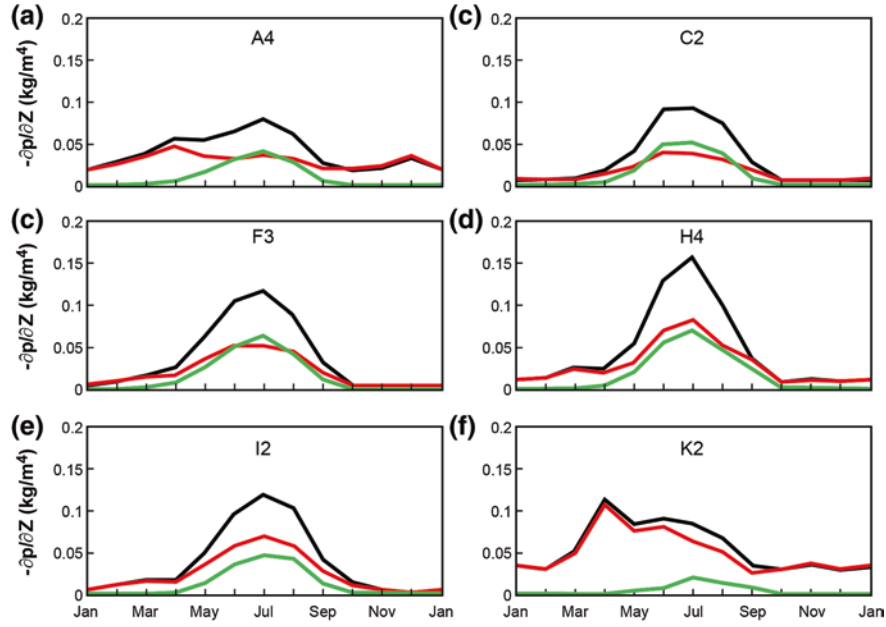 (a) 0.2 A4
0.15
0.1
0.05
0
-∂ρ/∂Z (kg/m⁴)
(c) 0.2 C2
0.15
0.1
0.05
0
(c) 0.2 F3
0.15
0.1
0.05
0
-∂ρ/∂Z (kg/m⁴)
(d) 0.2 H4
0.15
0.1
0.05
0
(e) 0.2 I2
0.15
0.1
0.05
0
-∂ρ/∂Z (kg/m⁴)
Jan Mar May Jul Sep Nov Jan
(f) 0.2 K2
0.15
0.1
0.05
0
Jan Mar May Jul Sep Nov Jan